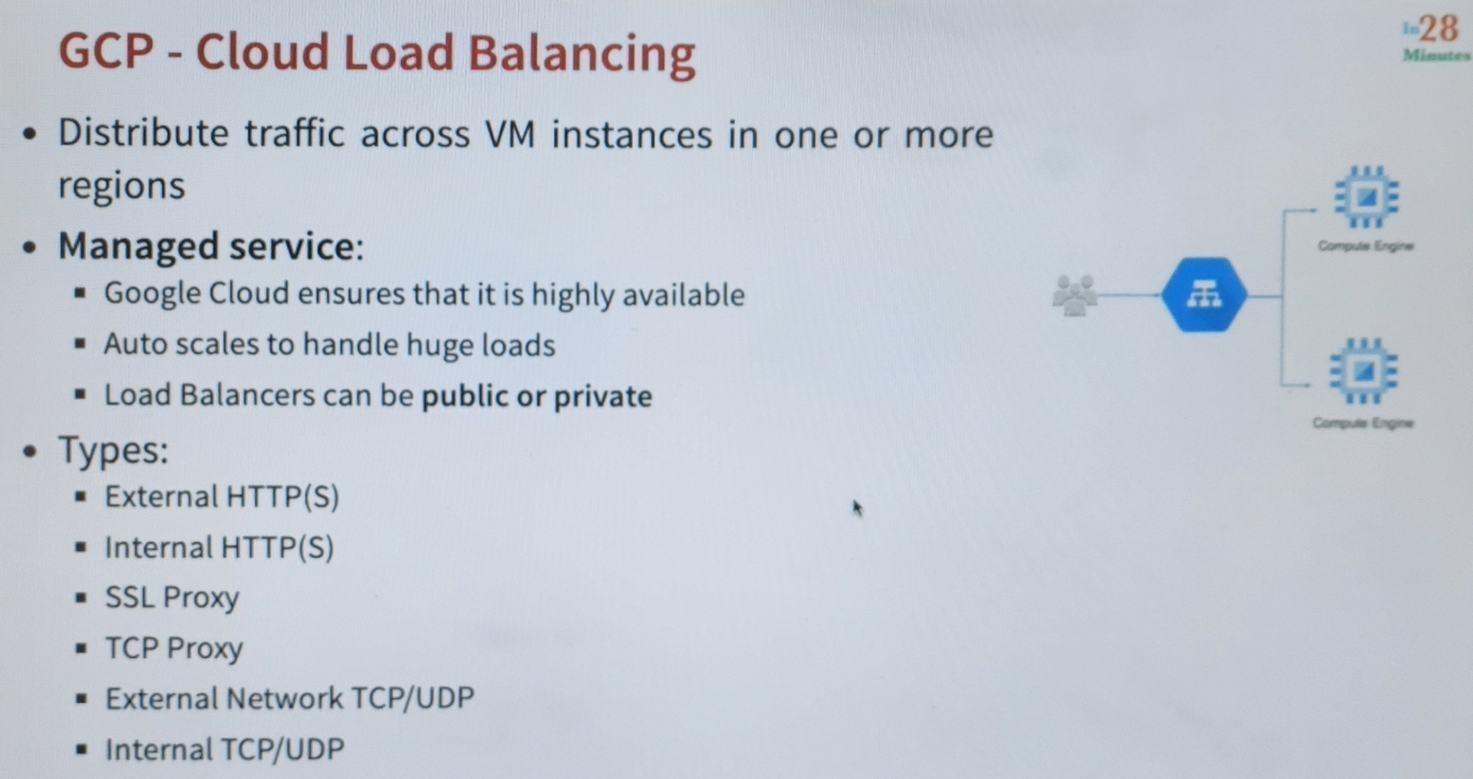 GCP - Cloud Load Balancing
In 28
Minutes
• Distribute traffic across VM instances in one or more
regions
• Managed service:
▪ Google Cloud ensures that it is highly available
▪ Auto scales to handle huge loads
▪ Load Balancers can be public or private
• Types:
▪ External HTTP(S)
▪ Internal HTTP(S)
▪ SSL Proxy
▪ TCP Proxy
▪ External Network TCP/UDP
▪ Internal TCP/UDP
Compute Engine
Compute Engine